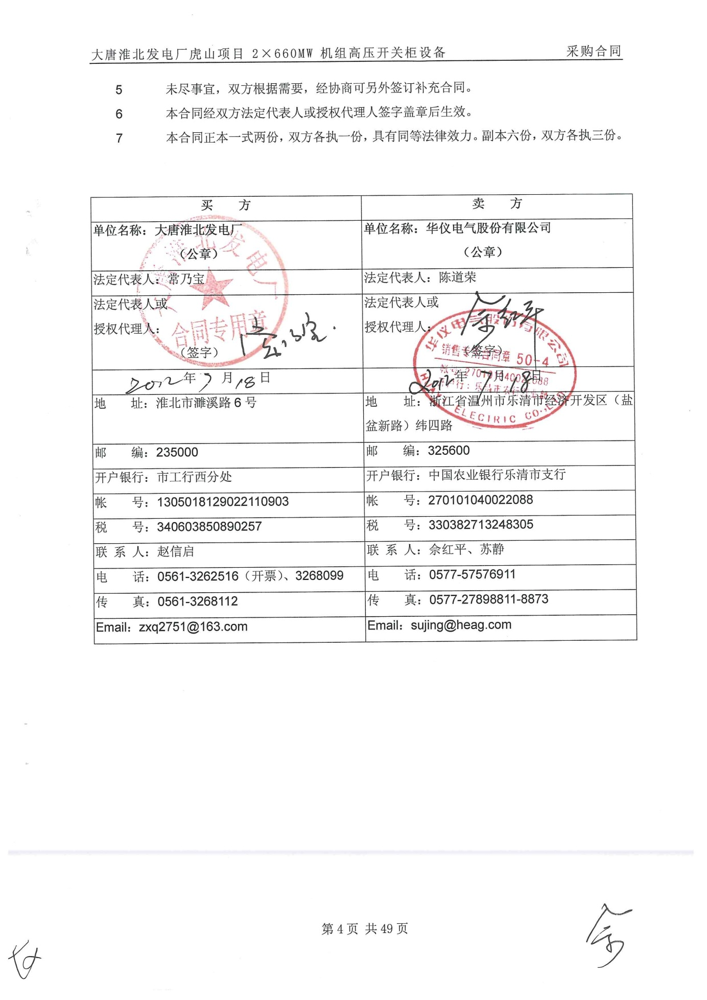 大唐淮北发电厂虎山项目 2×660MW 机组高压开关柜设备 采购合同
5 未尽事宜，双方根据需要，经协商可另外签订补充合同。
6 本合同经双方法定代表人或授权代理人签字盖章后生效。
7 本合同正本一式两份，双方各执一份，具有同等法律效力。副本六份，双方各执三份。
买 方 卖 方
单位名称：大唐淮北发电厂 单位名称：华仪电气股份有限公司
（公章） （公章）
法定代表人：常乃宝 法定代表人：陈道荣
法定代表人或 法定代表人或
授权代理人： 授权代理人：
（签字） （签字）
大唐淮北发电厂
合同专用章
余红平
华仪电气股份有限公司
销售专用合同章 50-4
帐号：270101040022088
HUAYI ELECIRIC CO.,LTD
2012年7月18日 2012年7月18日
地 址：淮北市濉溪路 6 号 地 址：浙江省温州市乐清市经济开发区（盐
盆新路）纬四路
邮 编：235000 邮 编：325600
开户银行：市工行西分处 开户银行：中国农业银行乐清市支行
帐 号：1305018129022110903 帐 号：270101040022088
税 号：340603850890257 税 号：330382713248305
联 系 人：赵信启 联 系 人：佘红平、苏静
电 话：0561-3262516（开票）、3268099 电 话：0577-57576911
传 真：0561-3268112 传 真：0577-27898811-8873
Email：zxq2751@163.com Email：sujing@heag.com
第 4 页 共 49 页